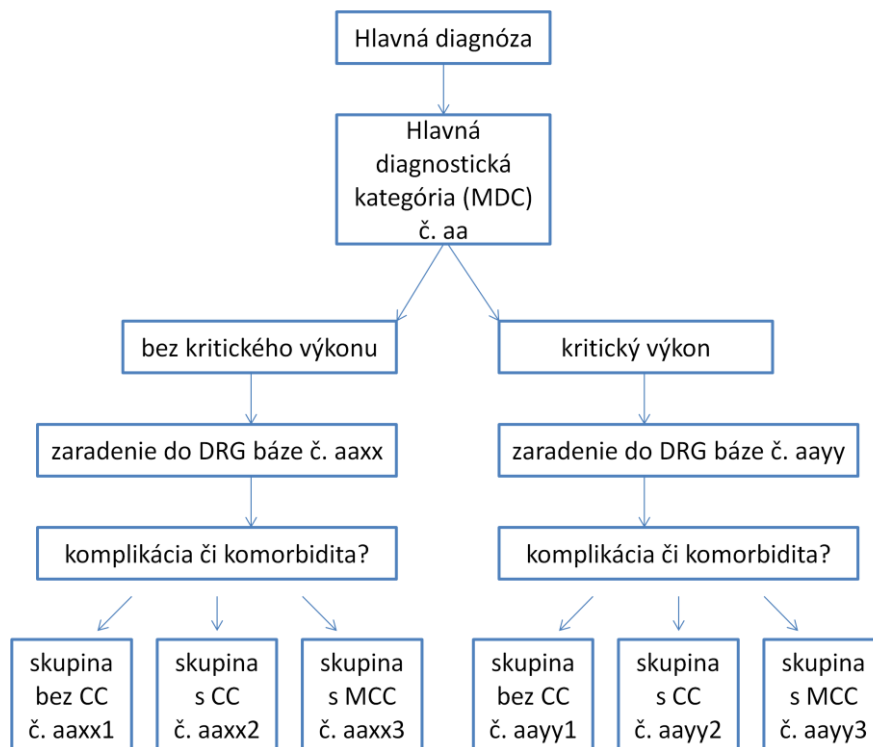 Hlavná diagnóza
Hlavná
diagnostická
kategória (MDC)
č. aa
bez kritického výkonu
kritický výkon
zaradenie do DRG báze č. aaxx
zaradenie do DRG báze č. aayy
komplikácia či komorbidita?
komplikácia či komorbidita?
skupina
bez CC
č. aaxx1
skupina
s CC
č. aaxx2
skupina
s MCC
č. aaxx3
skupina
bez CC
č. aayy1
skupina
s CC
č. aayy2
skupina
s MCC
č. aayy3